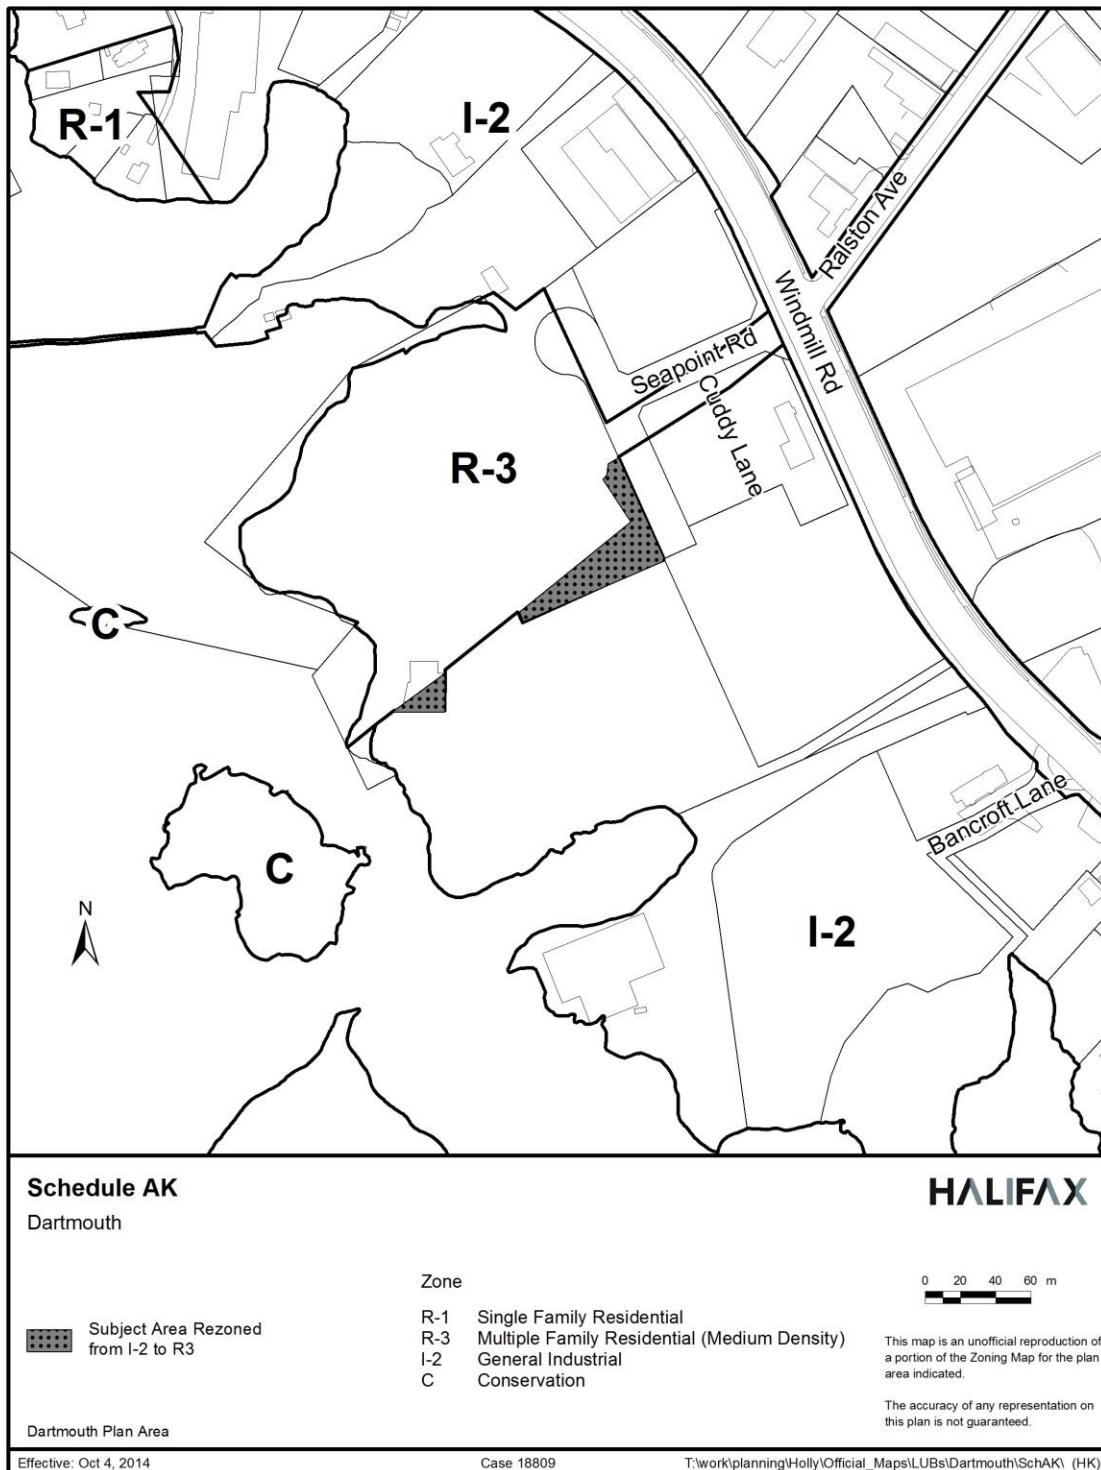 R-1
I-2
Ralston Ave
Windmill Rd
Seapoint Rd
Cuddy Lane
R-3
C
C
Bancroft Lane
I-2
N
Schedule AK
Dartmouth
HALIFAX
Subject Area Rezoned
from I-2 to R3
Zone
R-1 Single Family Residential
R-3 Multiple Family Residential (Medium Density)
I-2 General Industrial
C Conservation
0 20 40 60 m
This map is an unofficial reproduction of
a portion of the Zoning Map for the plan
area indicated.
The accuracy of any representation on
this plan is not guaranteed.
Dartmouth Plan Area
Effective: Oct 4, 2014 Case 18809 T:\work\planning\Holly\Official_Maps\LUBs\Dartmouth\SchAK\ (HK)